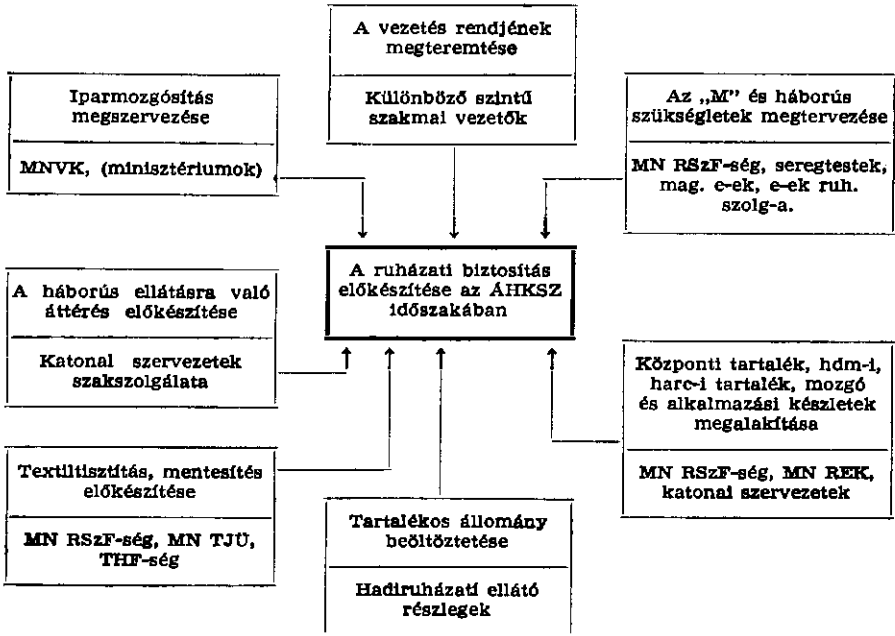 A vezetés rendjének
megteremtése
Különböző szintű
szakmai vezetők
Iparmozgósítás
megszervezése
MNVK, (minisztériumok)
Az „M” és háborús
szükségletek megtervezése
MN RSzF-ség, seregtestek,
mag. e-ek, e-ek ruh.
szolg-a.
A ruházati biztosítás
előkészítése az ÁHKSZ
időszakában
A háborús ellátásra való
áttérés előkészítése
Katonai szervezetek
szakszolgálata
Központi tartalék, hdm-i,
harc-i tartalék, mozgó
és alkalmazási készletek
megalakítása
MN RSzF-ség, MN REK,
katonai szervezetek
Textiltisztítás, mentesítés
előkészítése
MN RSzF-ség, MN TJÜ,
THF-ség
Tartalékos állomány
beöltöztetése
Hadiruházati ellátó
részlegek